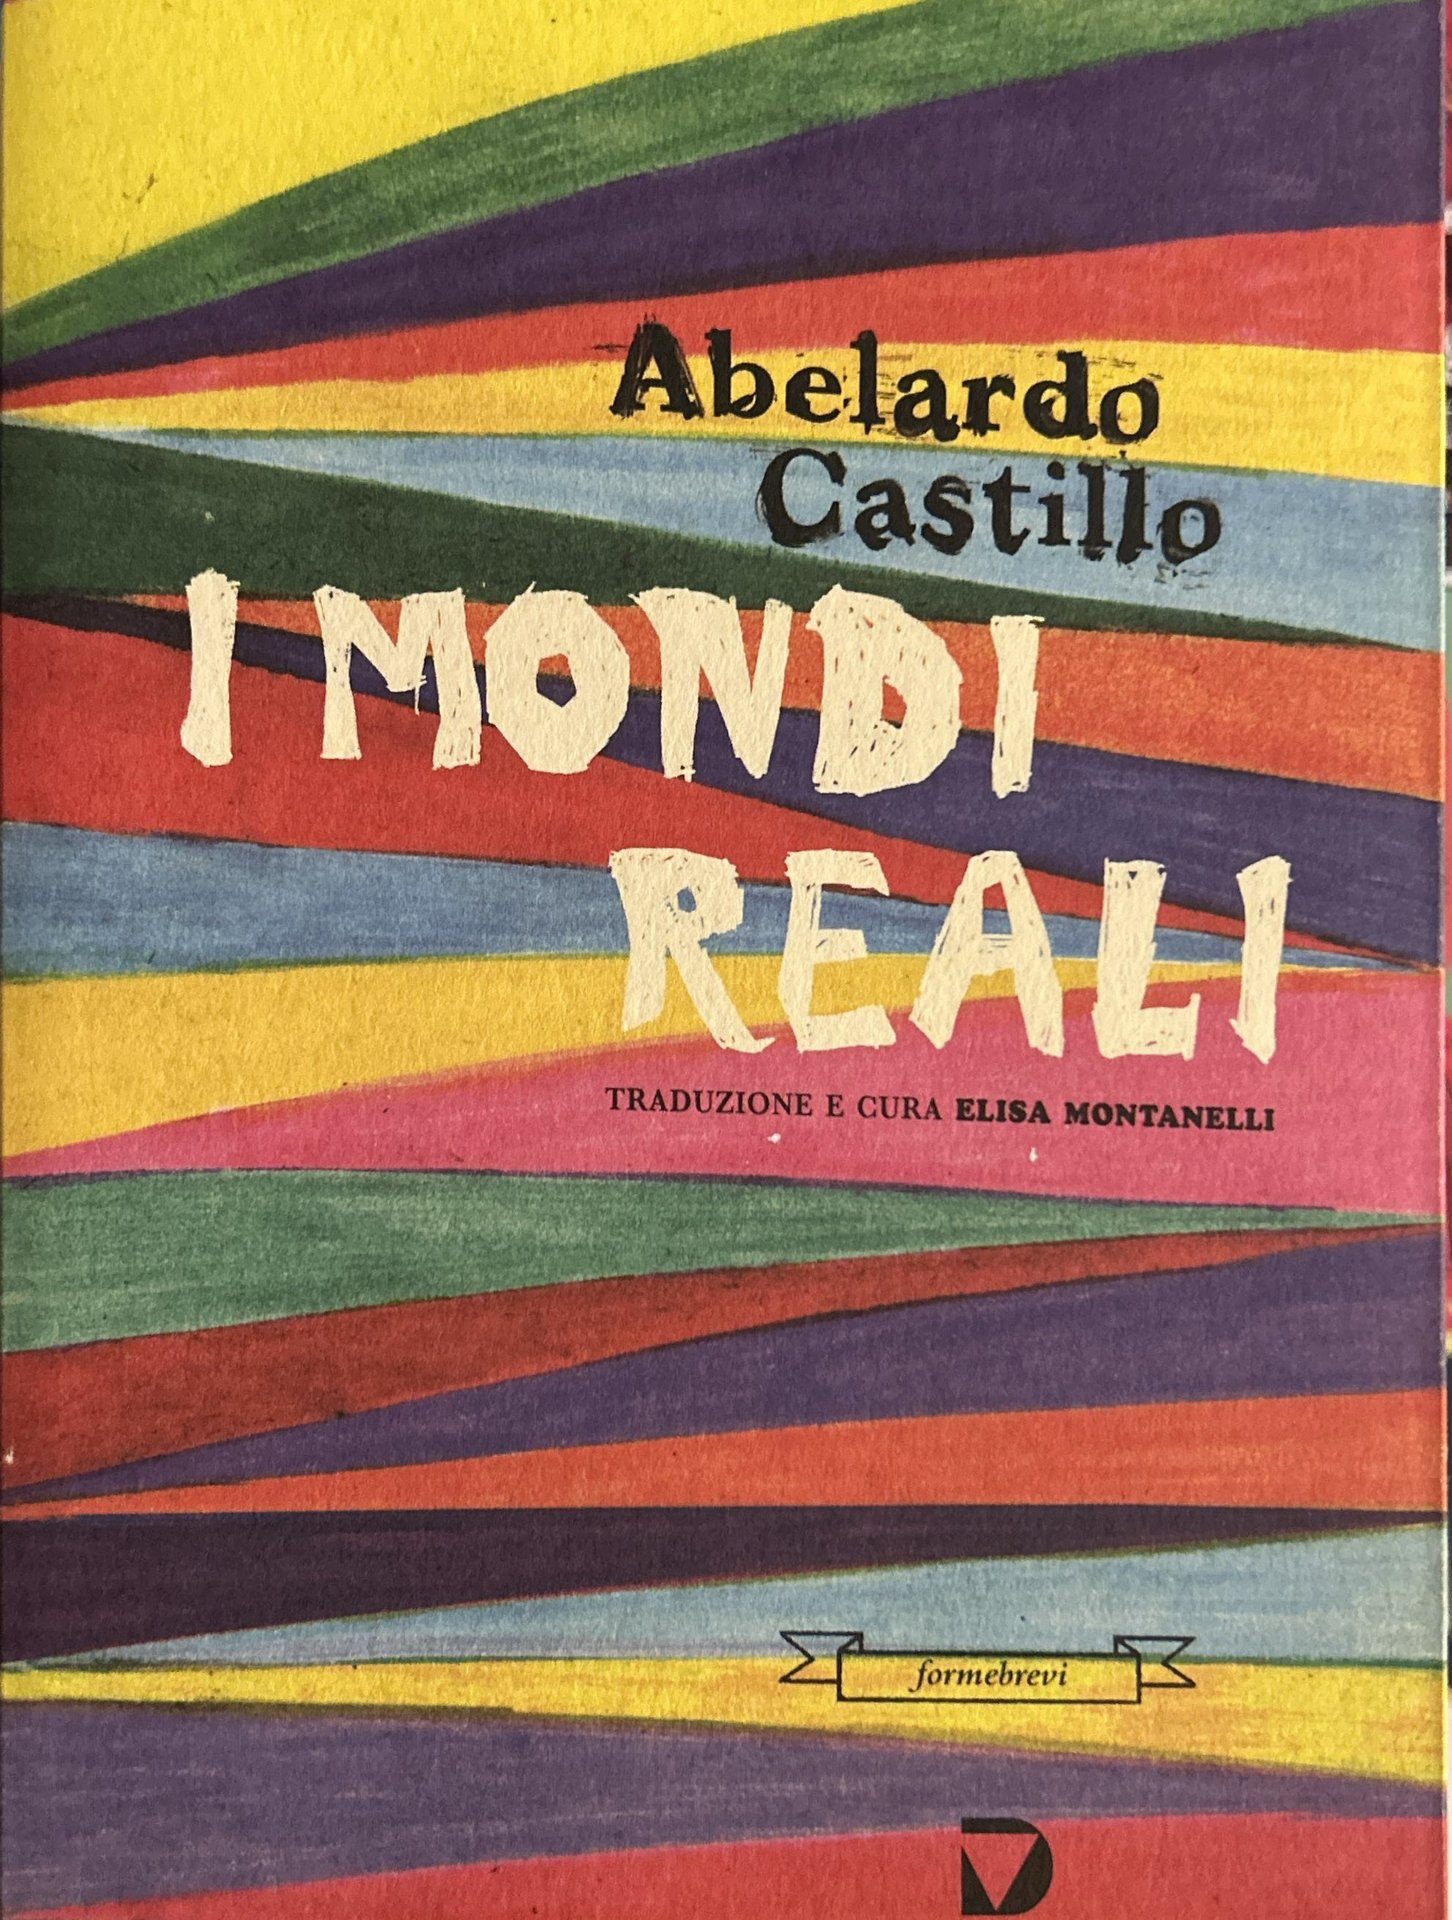 Abelardo
Castillo
I MONDI
REALI
TRADUZIONE E CURA ELISA MONTANELLI
formebrevi